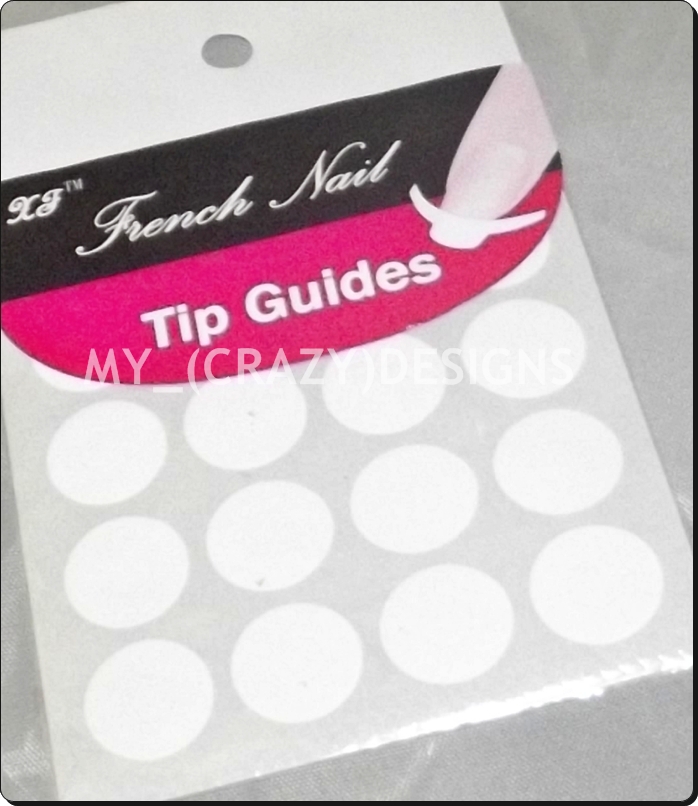 XF™
French Nail
Tip Guides
MY_(CRAZY)DESIGNS